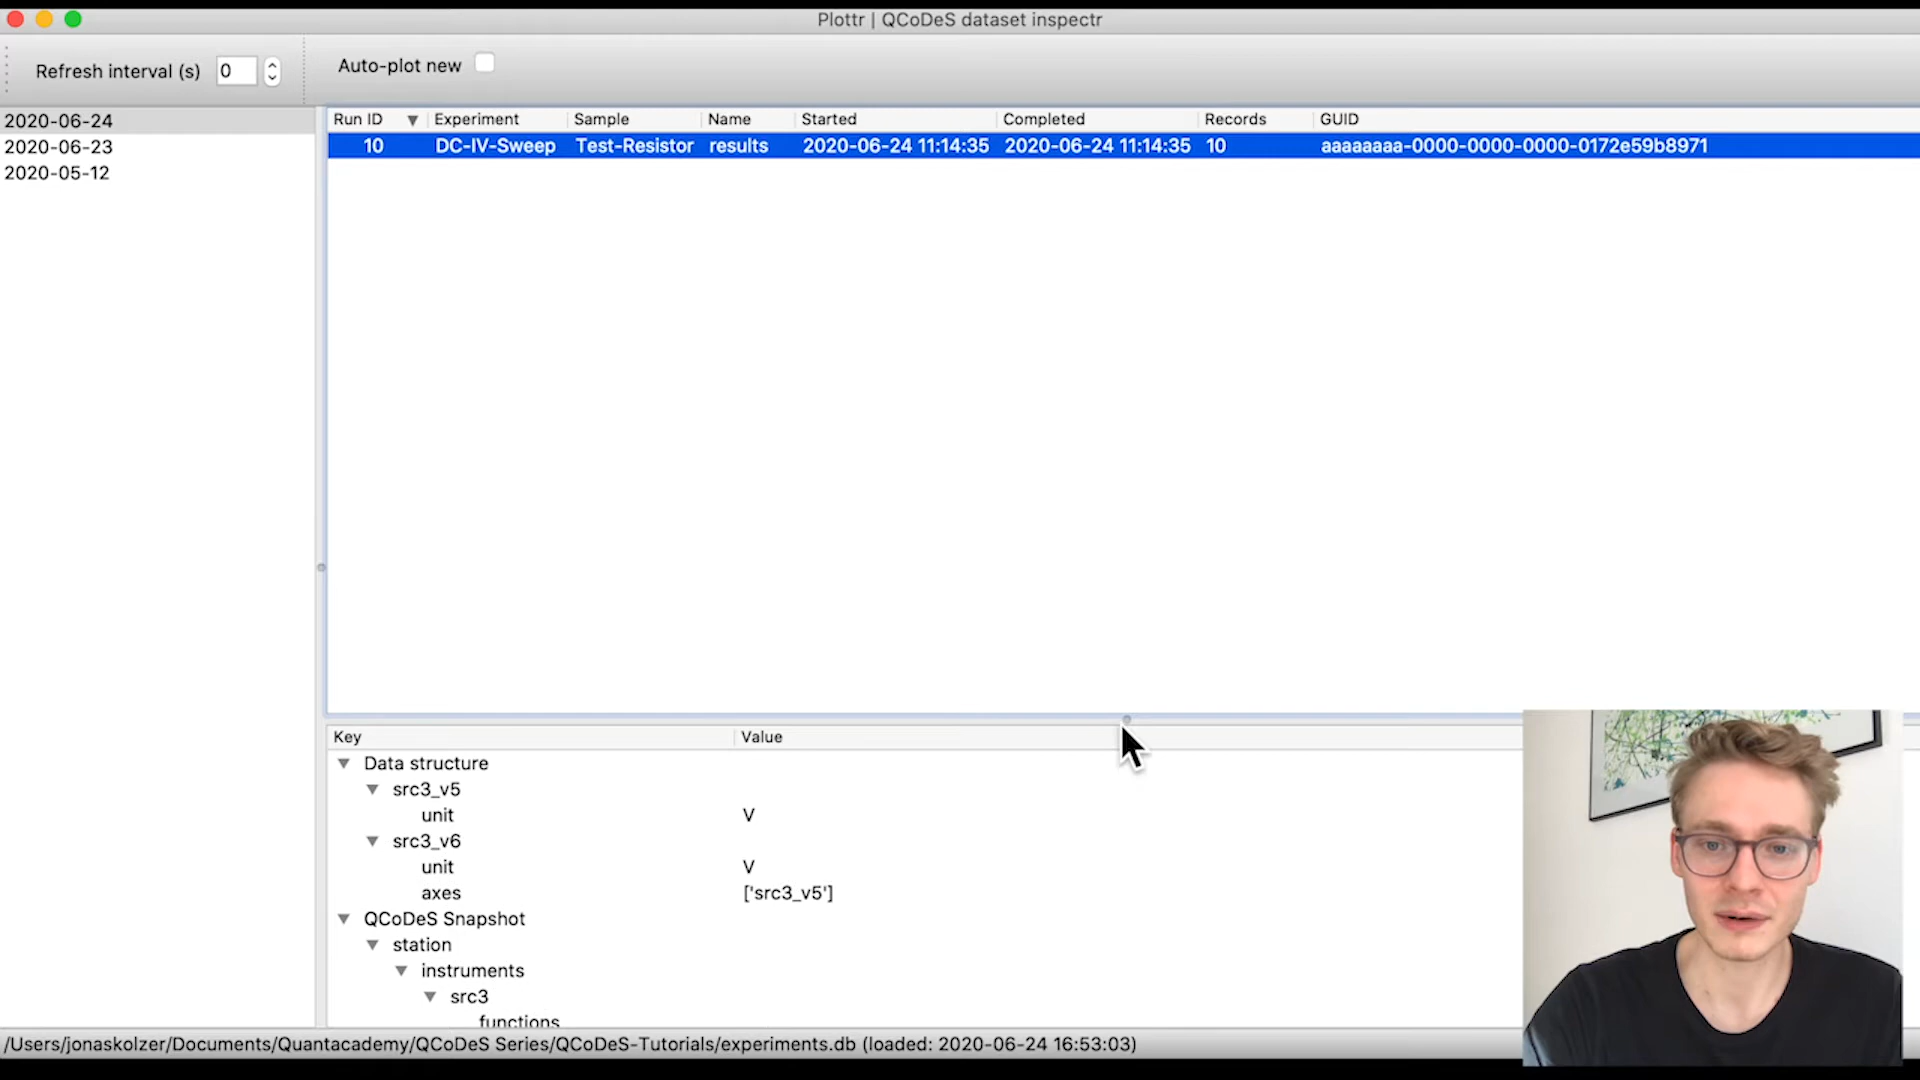 Plottr | QCoDeS dataset inspectr
Refresh interval (s) 0 Auto-plot new
2020-06-24
2020-06-23
2020-05-12
Run ID Experiment Sample Name Started Completed Records GUID
10 DC-IV-Sweep Test-Resistor results 2020-06-24 11:14:35 2020-06-24 11:14:35 10 aaaaaaaa-0000-0000-0000-0172e59b8971
Key Value
Data structure
src3_v5
unit V
src3_v6
unit V
axes ['src3_v5']
QCoDeS Snapshot
station
instruments
src3
functions
/Users/jonaskolzer/Documents/Quantacademy/QCoDeS Series/QCoDeS-Tutorials/experiments.db (loaded: 2020-06-24 16:53:03)